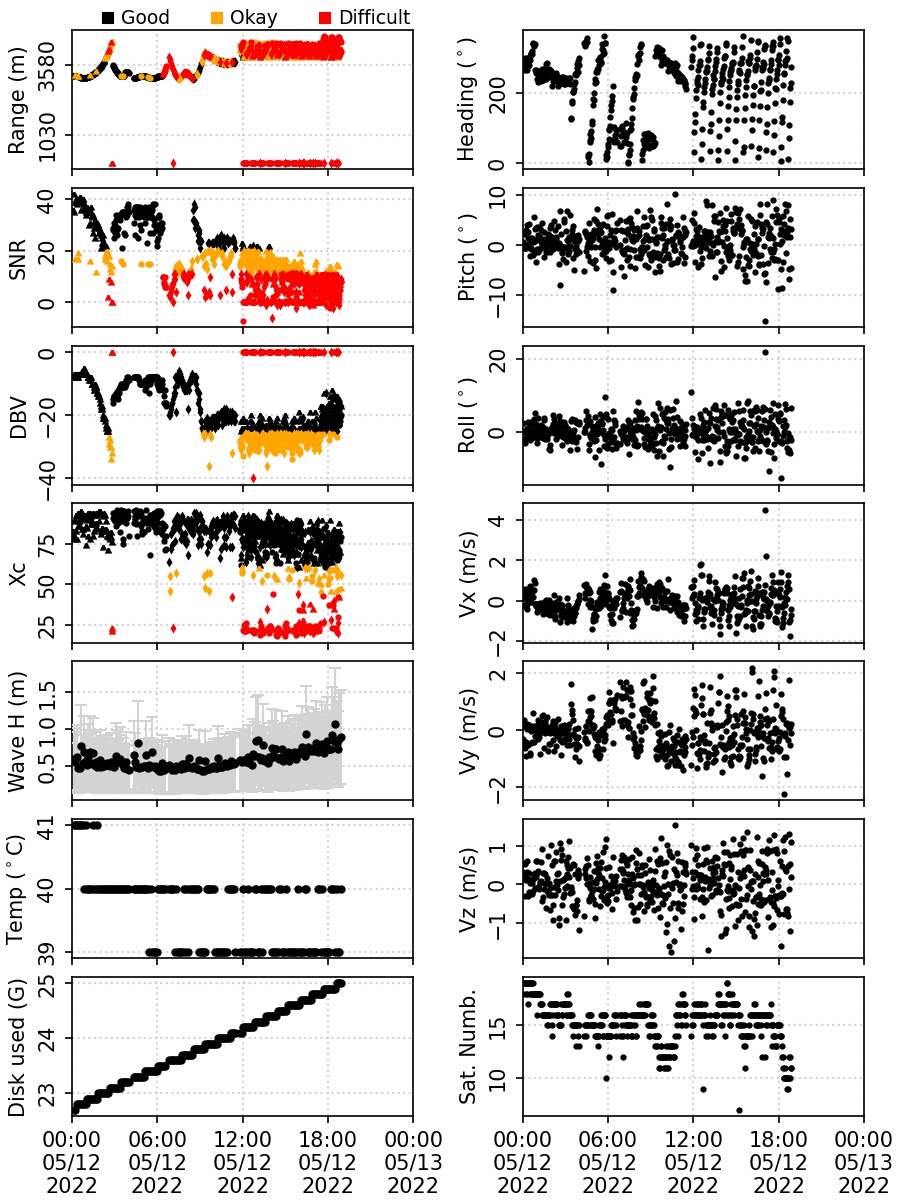 Good Okay Difficult
Range (m)
3580
1030
Heading (°)
200
0
SNR
40
20
0
Pitch (°)
10
0
−10
DBV
0
−20
−40
Roll (°)
20
0
Xc
75
50
25
Vx (m/s)
4
2
0
−2
Wave H (m)
1.5
1.0
0.5
Vy (m/s)
2
0
−2
Temp (°C)
41
40
39
Vz (m/s)
1
0
−1
Disk used (G)
25
24
23
Sat. Numb.
15
10
00:00 06:00 12:00 18:00 00:00 00:00 06:00 12:00 18:00 00:00
05/12 05/12 05/12 05/12 05/13 05/12 05/12 05/12 05/12 05/13
2022 2022 2022 2022 2022 2022 2022 2022 2022 2022